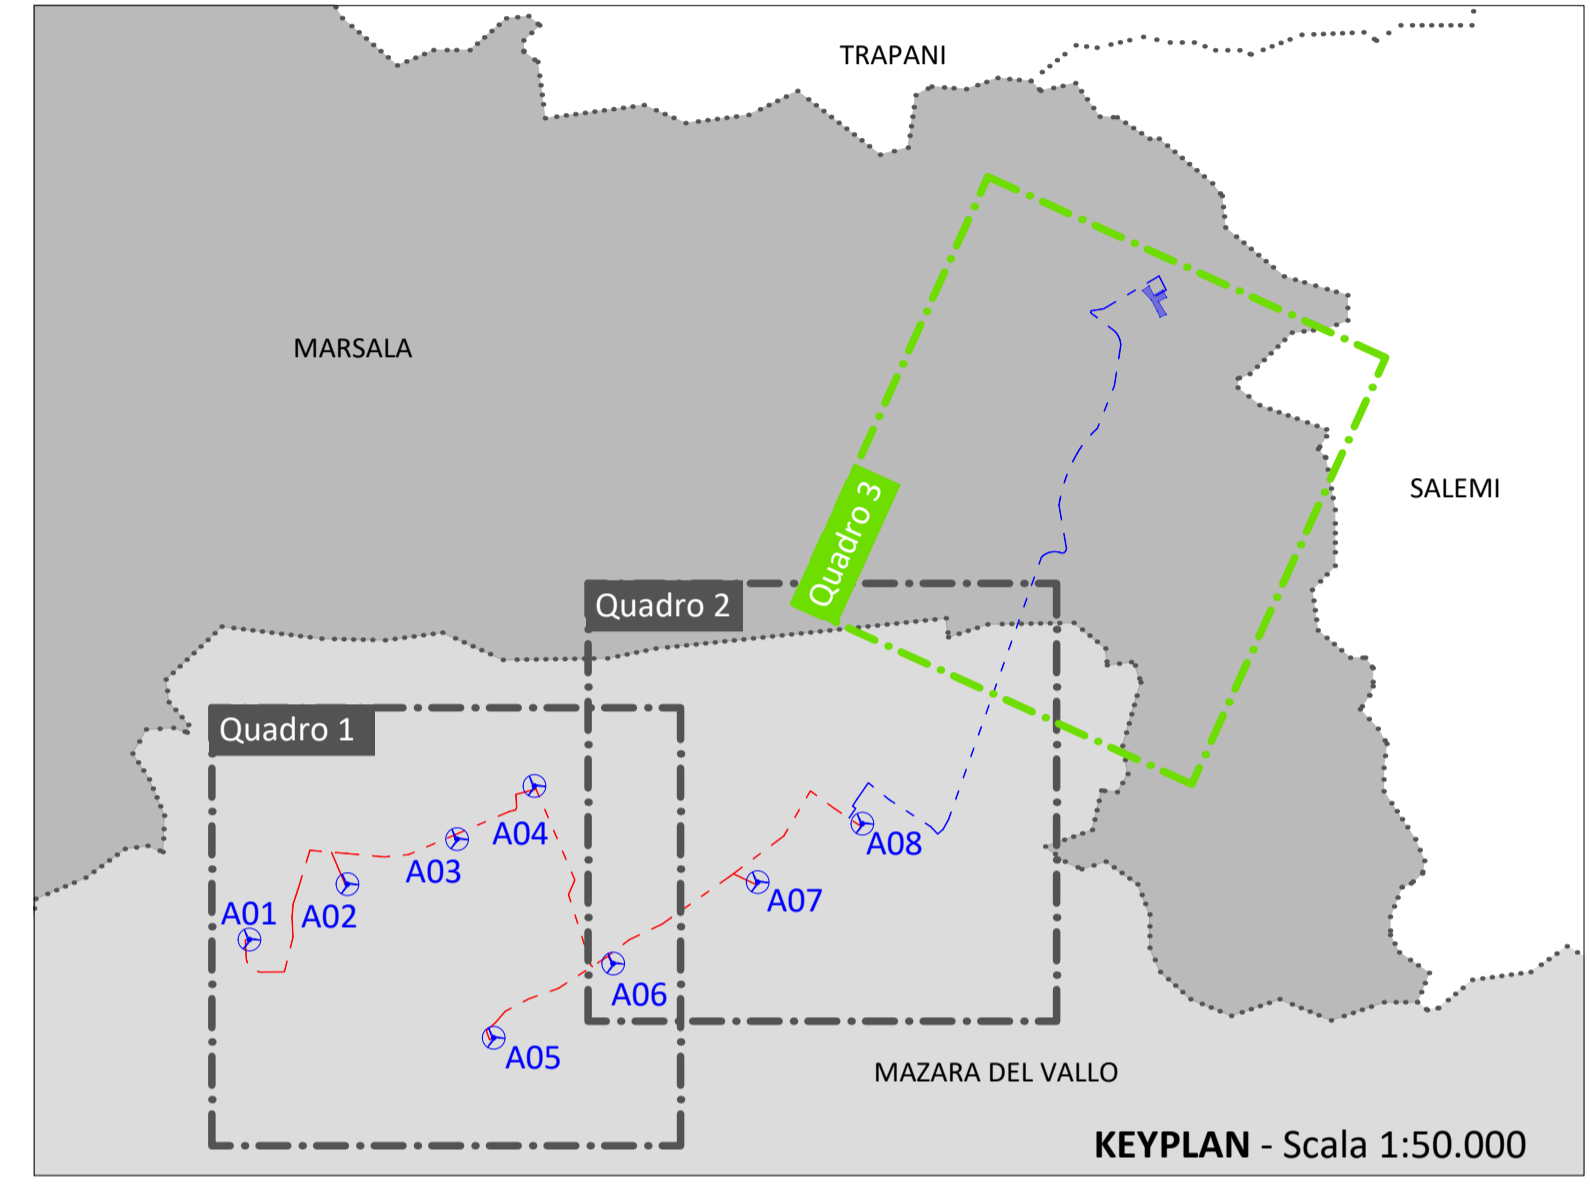 TRAPANI
MARSALA
SALEMI
Quadro 3
Quadro 2
Quadro 1
A04
A03
A08
A07
A01
A02
A06
A05
MAZARA DEL VALLO
KEYPLAN - Scala 1:50.000